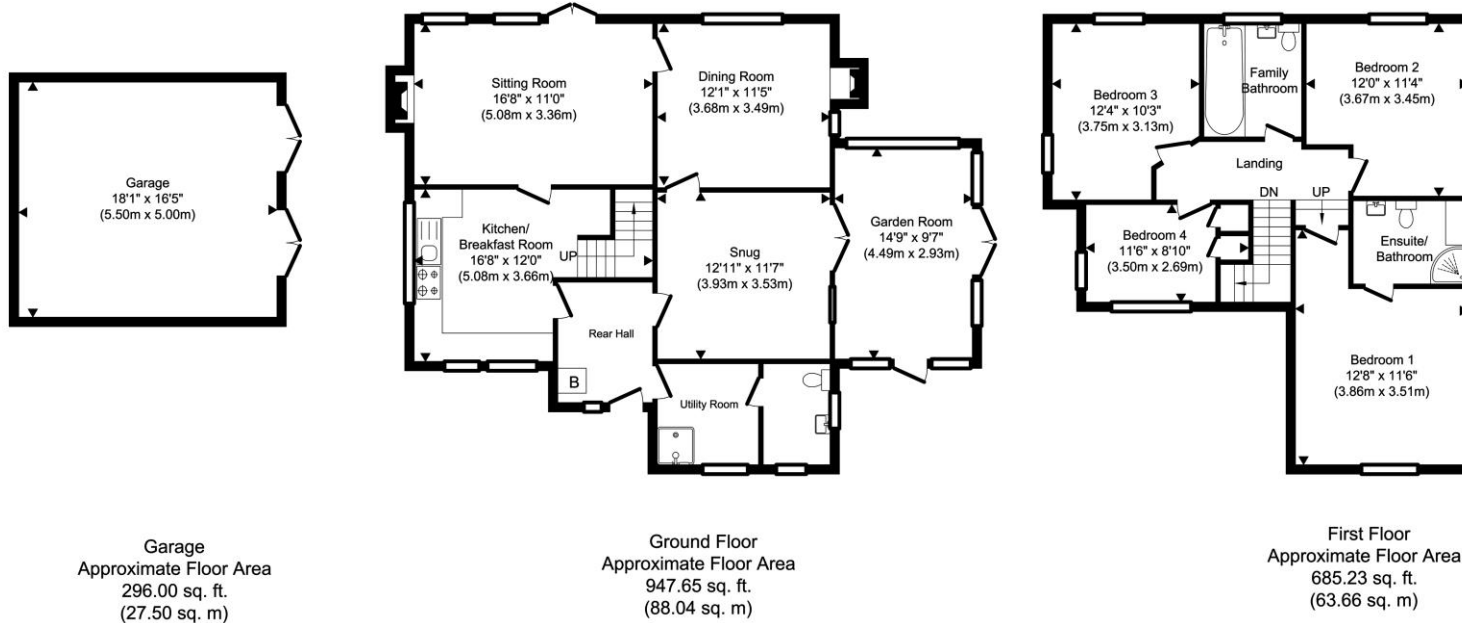 Garage
18'1" x 16'5"
(5.50m x 5.00m)
Garage
Approximate Floor Area
296.00 sq. ft.
(27.50 sq. m)
Sitting Room
16'8" x 11'0"
(5.08m x 3.36m)
Dining Room
12'1" x 11'5"
(3.68m x 3.49m)
Kitchen/
Breakfast Room
16'8" x 12'0"
(5.08m x 3.66m)
UP
Snug
12'11" x 11'7"
(3.93m x 3.53m)
Garden Room
14'9" x 9'7"
(4.49m x 2.93m)
Rear Hall
B
Utility Room
Ground Floor
Approximate Floor Area
947.65 sq. ft.
(88.04 sq. m)
Bedroom 3
12'4" x 10'3"
(3.75m x 3.13m)
Family
Bathroom
Bedroom 2
12'0" x 11'4"
(3.67m x 3.45m)
Landing
DN
UP
Bedroom 4
11'6" x 8'10"
(3.50m x 2.69m)
Ensuite/
Bathroom
Bedroom 1
12'8" x 11'6"
(3.86m x 3.51m)
First Floor
Approximate Floor Area
685.23 sq. ft.
(63.66 sq. m)